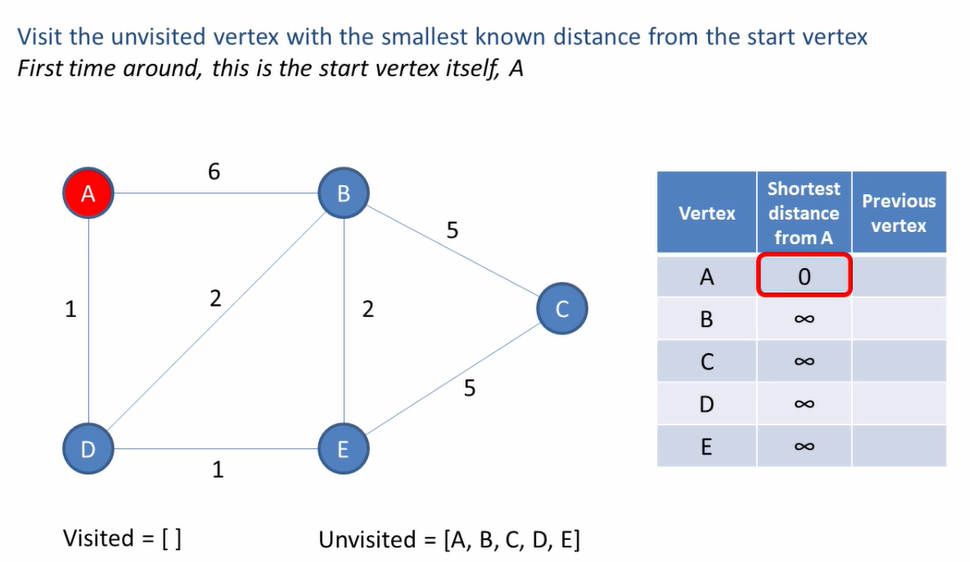 Visit the unvisited vertex with the smallest known distance from the start vertex
First time around, this is the start vertex itself, A
6
A
B
5
1
2
2
C
5
D
E
1
Vertex
Shortest distance from A
Previous vertex
A 0
B ∞
C ∞
D ∞
E ∞
Visited = [ ]
Unvisited = [A, B, C, D, E]